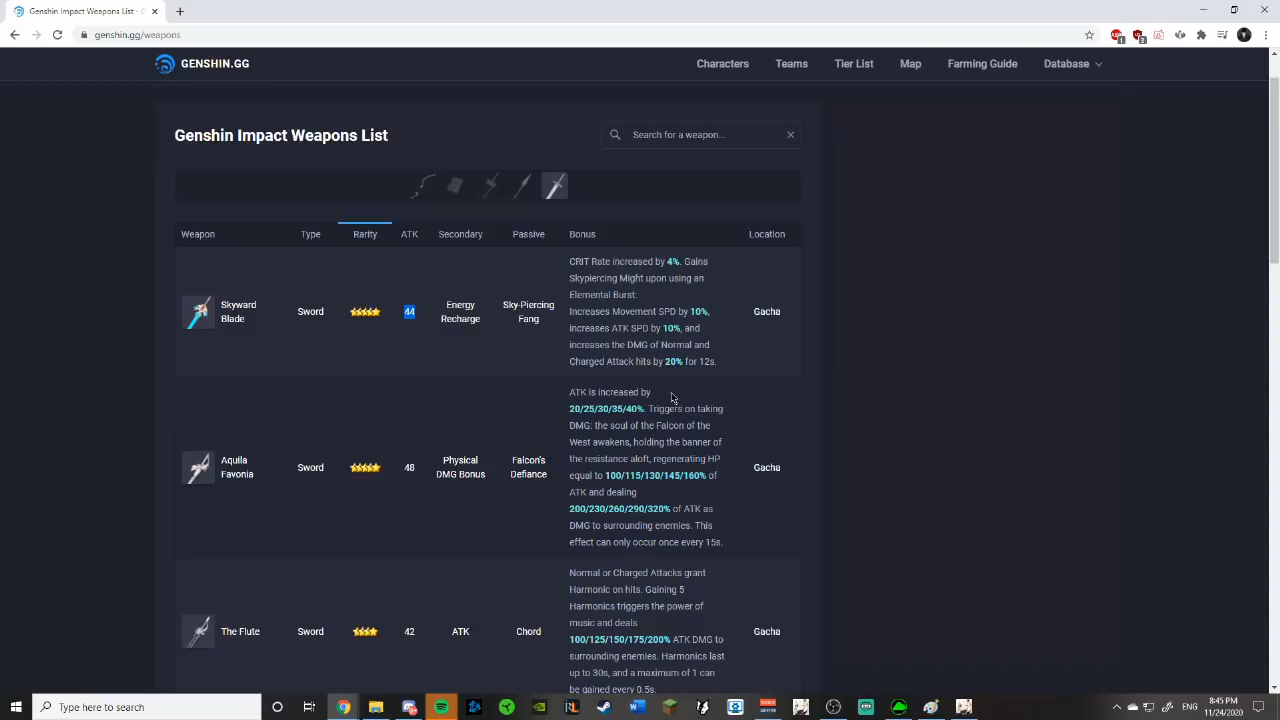 Genshin Impact Weapons List - G
genshin.gg/weapons
1
3
GENSHIN.GG
Characters
Teams
Tier List
Map
Farming Guide
Database
Genshin Impact Weapons List
Search for a weapon...
Weapon
Type
Rarity
ATK
Secondary
Passive
Bonus
Location
Skyward
Blade
Sword
44
Energy
Recharge
Sky-Piercing
Fang
CRIT Rate increased by 4%. Gains
Skypiercing Might upon using an
Elemental Burst:
Increases Movement SPD by 10%,
increases ATK SPD by 10%, and
increases the DMG of Normal and
Charged Attack hits by 20% for 12s.
Gacha
Aquila
Favonia
Sword
48
Physical
DMG Bonus
Falcon's
Defiance
ATK is increased by
20/25/30/35/40%. Triggers on taking
DMG: the soul of the Falcon of the
West awakens, holding the banner of
the resistance aloft, regenerating HP
equal to 100/115/130/145/160% of
ATK and dealing
200/230/260/290/320% of ATK as
DMG to surrounding enemies. This
effect can only occur once every 15s.
Gacha
The Flute
Sword
42
ATK
Chord
Normal or Charged Attacks grant
Harmonic on hits. Gaining 5
Harmonics triggers the power of
music and deals
100/125/150/175/200% ATK DMG to
surrounding enemies. Harmonics last
up to 30s, and a maximum of 1 can
be gained every 0.5s.
Gacha
Type here to search
ENG
8:45 PM
11/24/2020